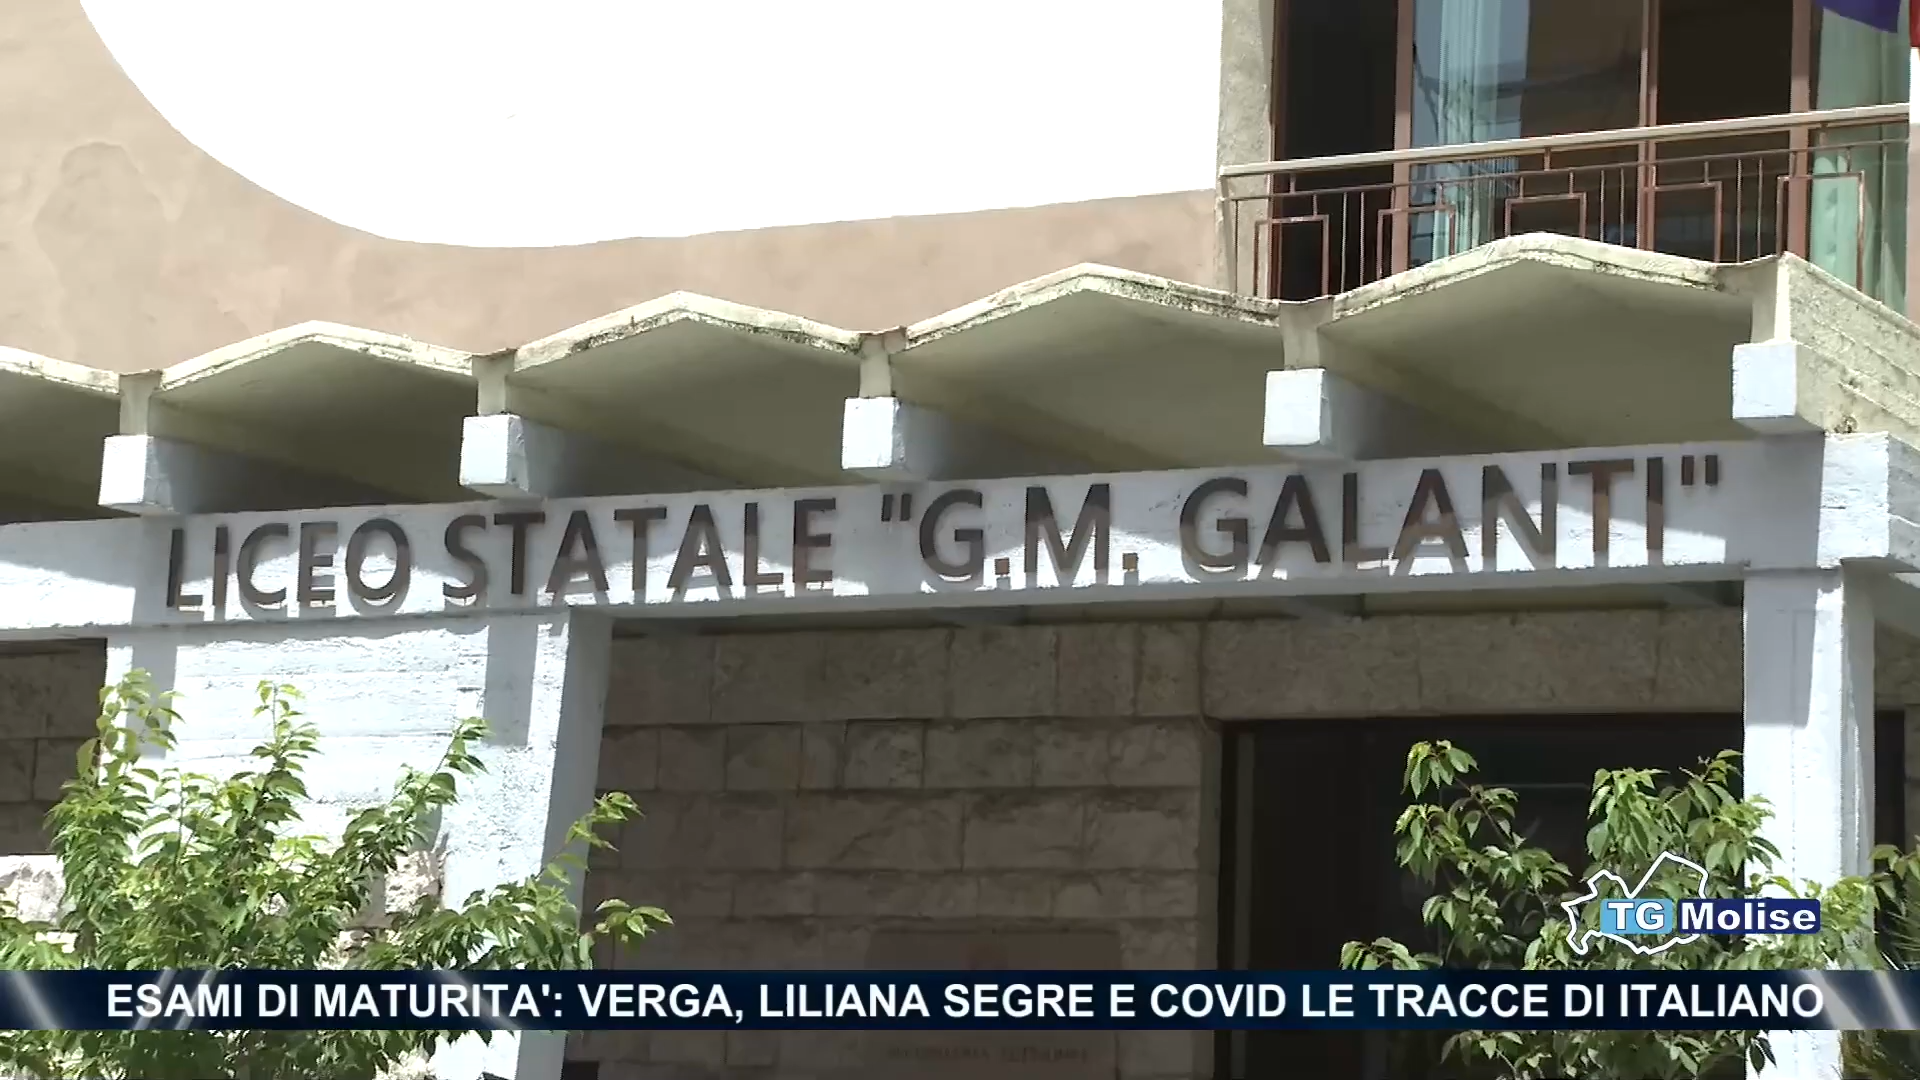 LICEO STATALE "G.M. GALANTI"
TG Molise
ESAMI DI MATURITA': VERGA, LILIANA SEGRE E COVID LE TRACCE DI ITALIANO